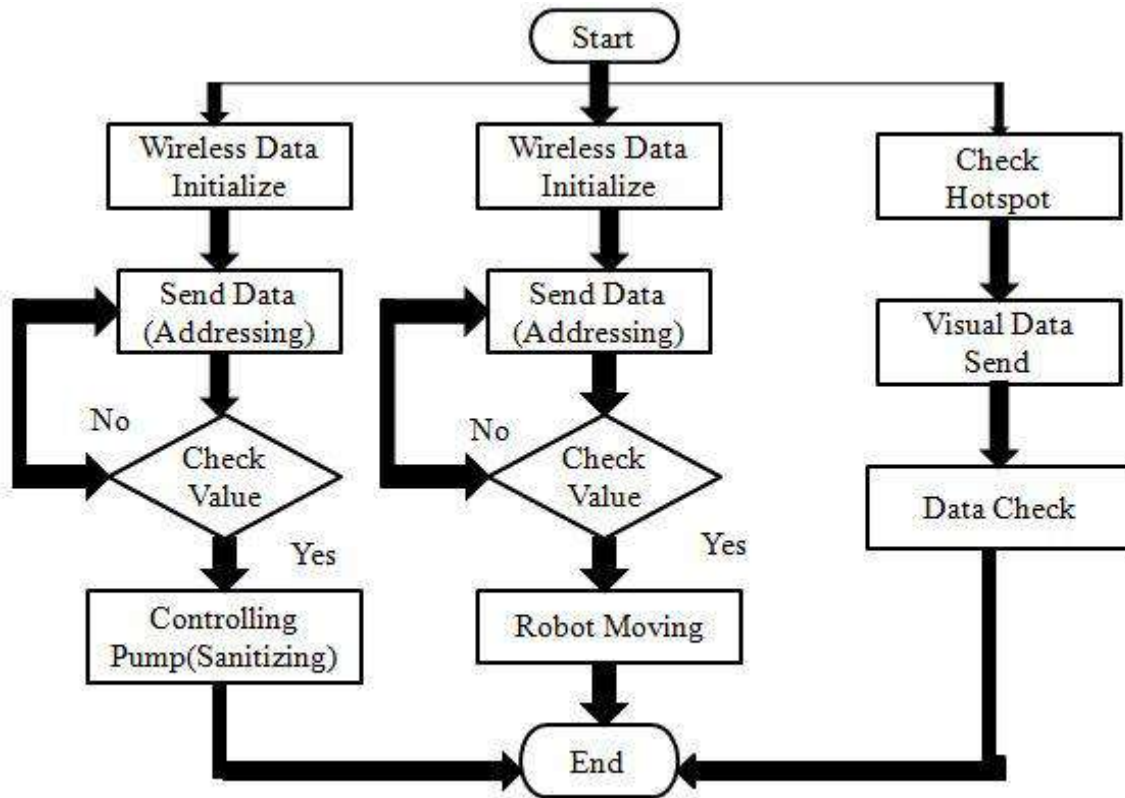 Start
Wireless Data
Initialize
Wireless Data
Initialize
Check
Hotspot
Send Data
(Addressing)
Send Data
(Addressing)
Visual Data
Send
No
Check
Value
No
Check
Value
Data Check
Yes
Yes
Controlling
Pump(Sanitizing)
Robot Moving
End